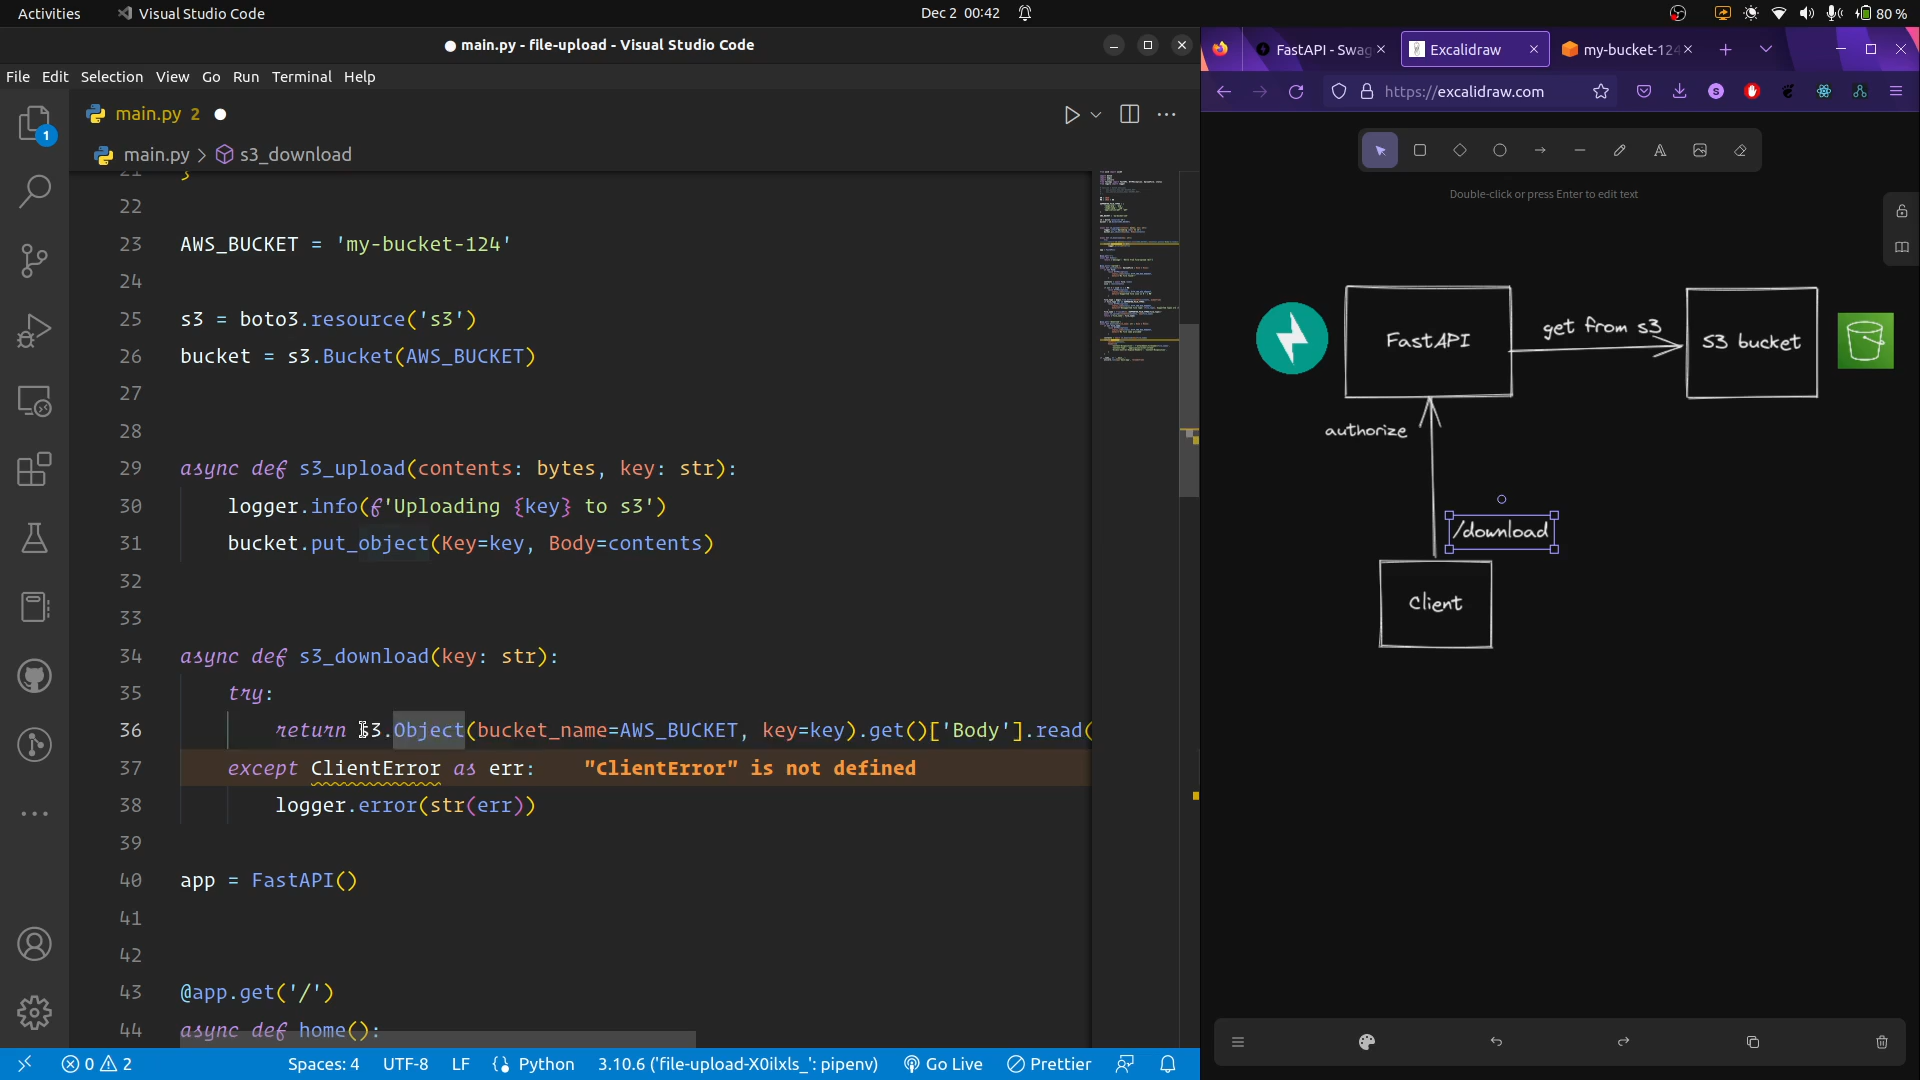 Activities
Visual Studio Code
Dec 2 00:42
80 %
● main.py - file-upload - Visual Studio Code
File Edit Selection View Go Run Terminal Help
main.py 2
main.py > s3_download
21 }
22
23 AWS_BUCKET = 'my-bucket-124'
24
25 s3 = boto3.resource('s3')
26 bucket = s3.Bucket(AWS_BUCKET)
27
28
29 async def s3_upload(contents: bytes, key: str):
30 logger.info(f'Uploading {key} to s3')
31 bucket.put_object(Key=key, Body=contents)
32
33
34 async def s3_download(key: str):
35 try:
36 return s3.Object(bucket_name=AWS_BUCKET, key=key).get()['Body'].read(
37 except ClientError as err: "ClientError" is not defined
38 logger.error(str(err))
39
40 app = FastAPI()
41
42
43 @app.get('/')
44 async def home():
1
0 2
Spaces: 4 UTF-8 LF Python 3.10.6 ('file-upload-X0ilxls_': pipenv) Go Live Prettier
FastAPI - Swag
Excalidraw
my-bucket-124
https://excalidraw.com
Double-click or press Enter to edit text
FastAPI
get from s3
S3 bucket
authorize
/download
Client